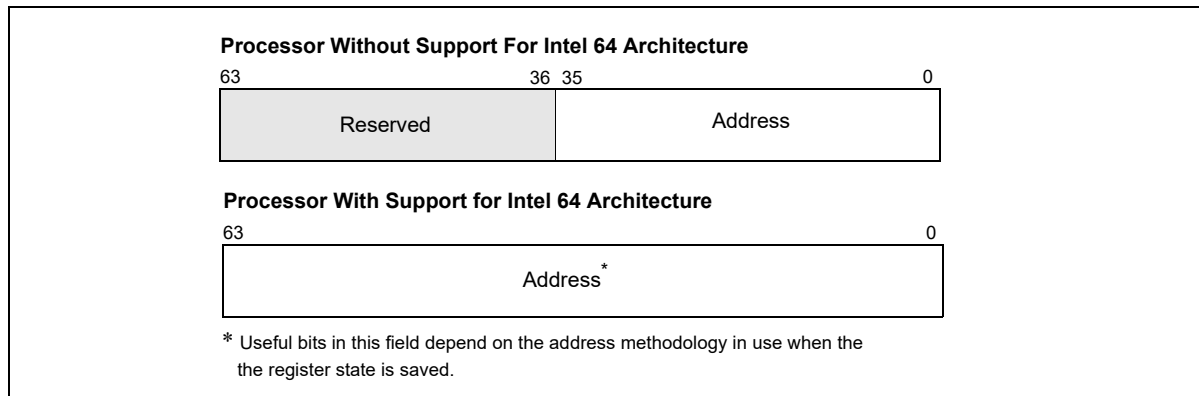 Processor Without Support For Intel 64 Architecture
63 36 35 0
Reserved Address
Processor With Support for Intel 64 Architecture
63 0
Address*
* Useful bits in this field depend on the address methodology in use when the
the register state is saved.